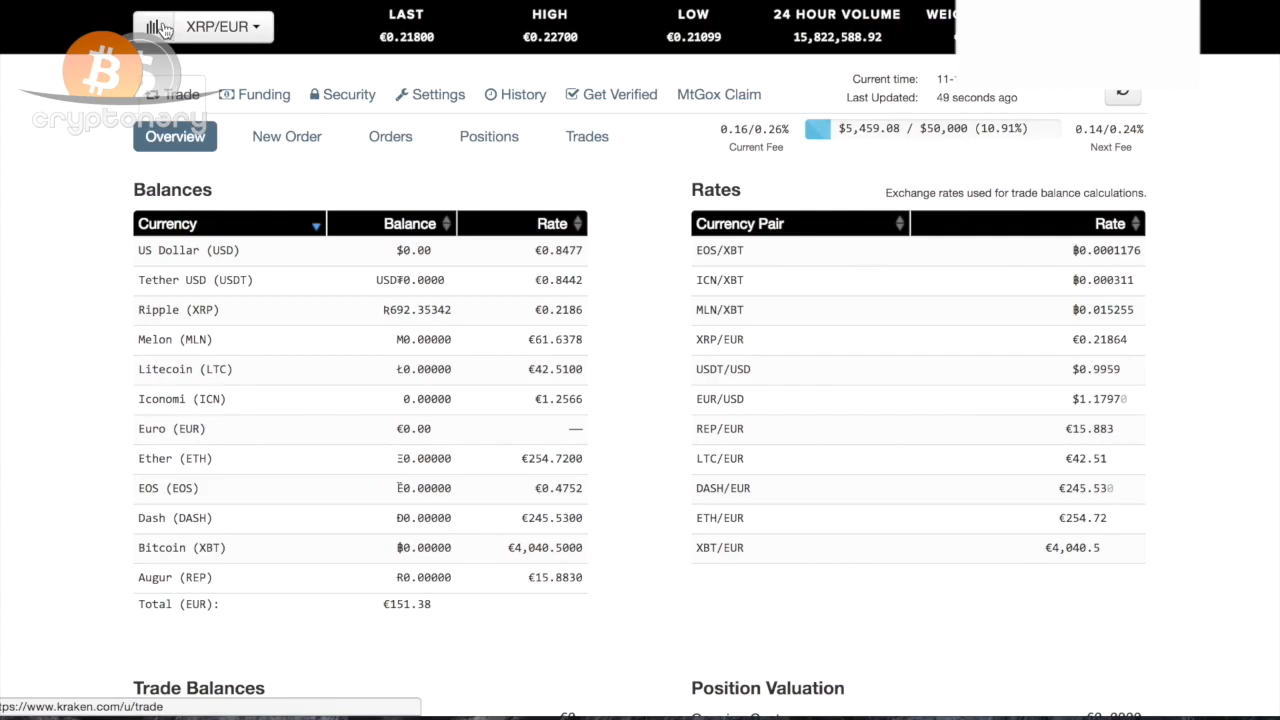 XRP/EUR
LAST HIGH LOW 24 HOUR VOLUME
€0.21800 €0.22700 €0.21099 15,822,588.92
cryptonary
Trade Funding Security Settings History Get Verified MtGox Claim
Current time: 11-
Last Updated: 49 seconds ago
Overview New Order Orders Positions Trades
0.16/0.26% $5,459.08 / $50,000 (10.91%) 0.14/0.24%
Current Fee Next Fee
Balances
Currency Balance Rate
US Dollar (USD) $0.00 €0.8477
Tether USD (USDT) USD₮0.0000 €0.8442
Ripple (XRP) Ʀ692.35342 €0.2186
Melon (MLN) M0.00000 €61.6378
Litecoin (LTC) Ł0.00000 €42.5100
Iconomi (ICN) 0.00000 €1.2566
Euro (EUR) €0.00 —
Ether (ETH) Ξ0.00000 €254.7200
EOS (EOS) Ë0.00000 €0.4752
Dash (DASH) Đ0.00000 €245.5300
Bitcoin (XBT) ฿0.00000 €4,040.5000
Augur (REP) Ɍ0.00000 €15.8830
Total (EUR): €151.38
Rates
Exchange rates used for trade balance calculations.
Currency Pair Rate
EOS/XBT ฿0.0001176
ICN/XBT ฿0.000311
MLN/XBT ฿0.015255
XRP/EUR €0.21864
USDT/USD $0.9959
EUR/USD $1.17970
REP/EUR €15.883
LTC/EUR €42.51
DASH/EUR €245.530
ETH/EUR €254.72
XBT/EUR €4,040.5
Trade Balances
Position Valuation
tps://www.kraken.com/u/trade